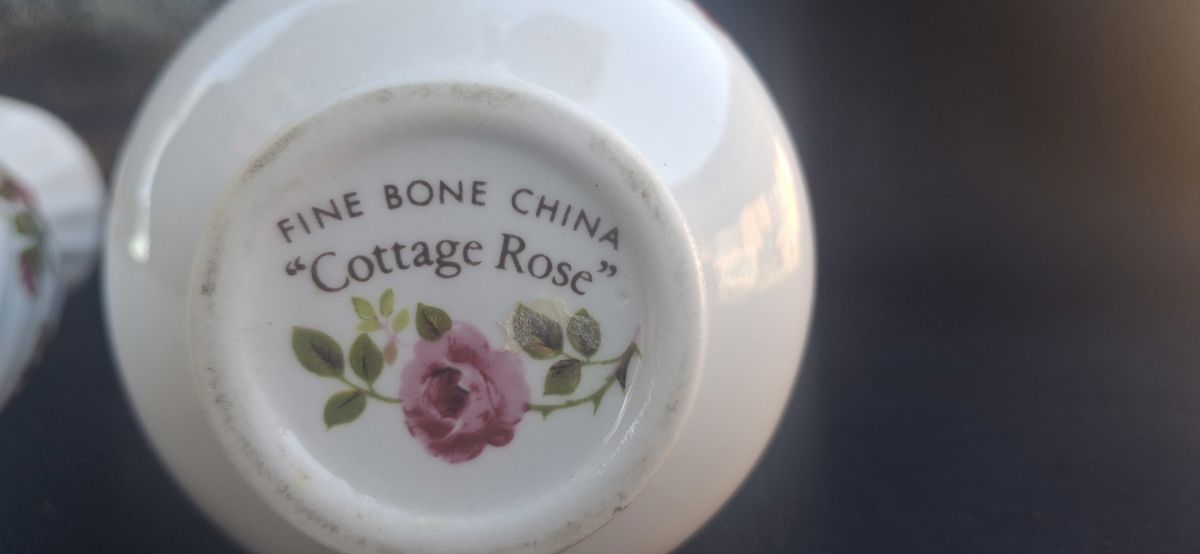 FINE BONE CHINA
“Cottage Rose”